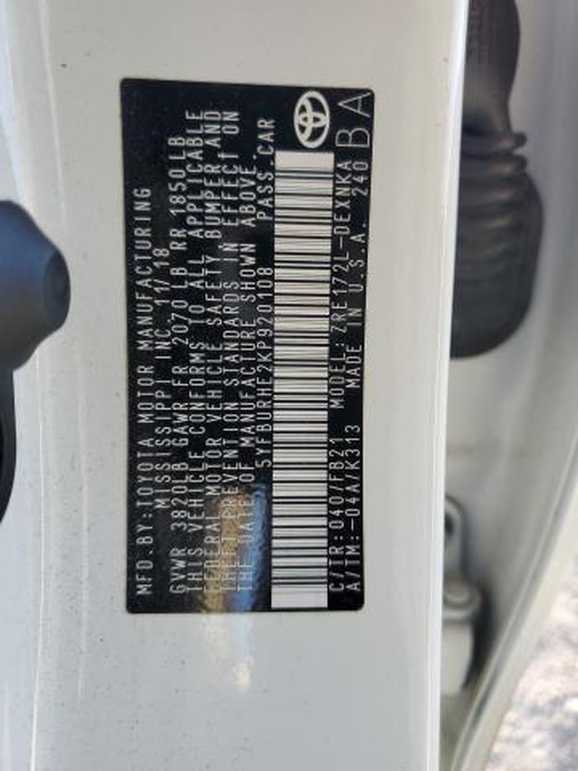 MFD.BY:TOYOTA MOTOR MANUFACTURING
MISSISSIPPI INC. 11/18
GVWR 3820LB GAWR FR 2070 LB RR 1850LB
THIS VEHICLE CONFORMS TO ALL APPLICABLE
FEDERAL MOTOR VEHICLE SAFETY, BUMPER AND
THEFT PREVENTION STANDARDS IN EFFECT ON
THE DATE OF MANUFACTURE SHOWN ABOVE.
5YFBURHE2KP920108 PASS.CAR
C/TR:040/FB21 MODEL:ZRE172L-DEXNKA
A/TM:-04A/K313 MADE IN U.S.A. 240
BA